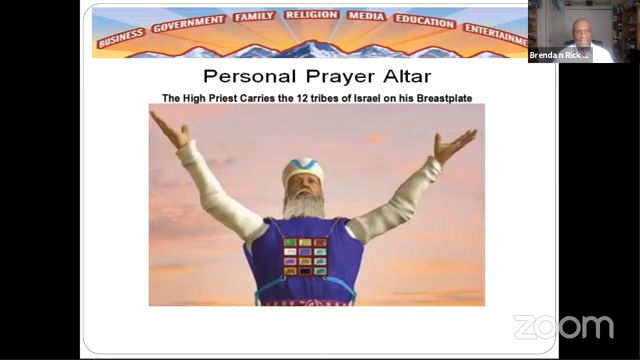 BUSINESS GOVERNMENT FAMILY RELIGION MEDIA EDUCATION ENTERTAINME
Personal Prayer Altar
The High Priest Carries the 12 tribes of Israel on his Breastplate
Brendan Rick ...
zoom